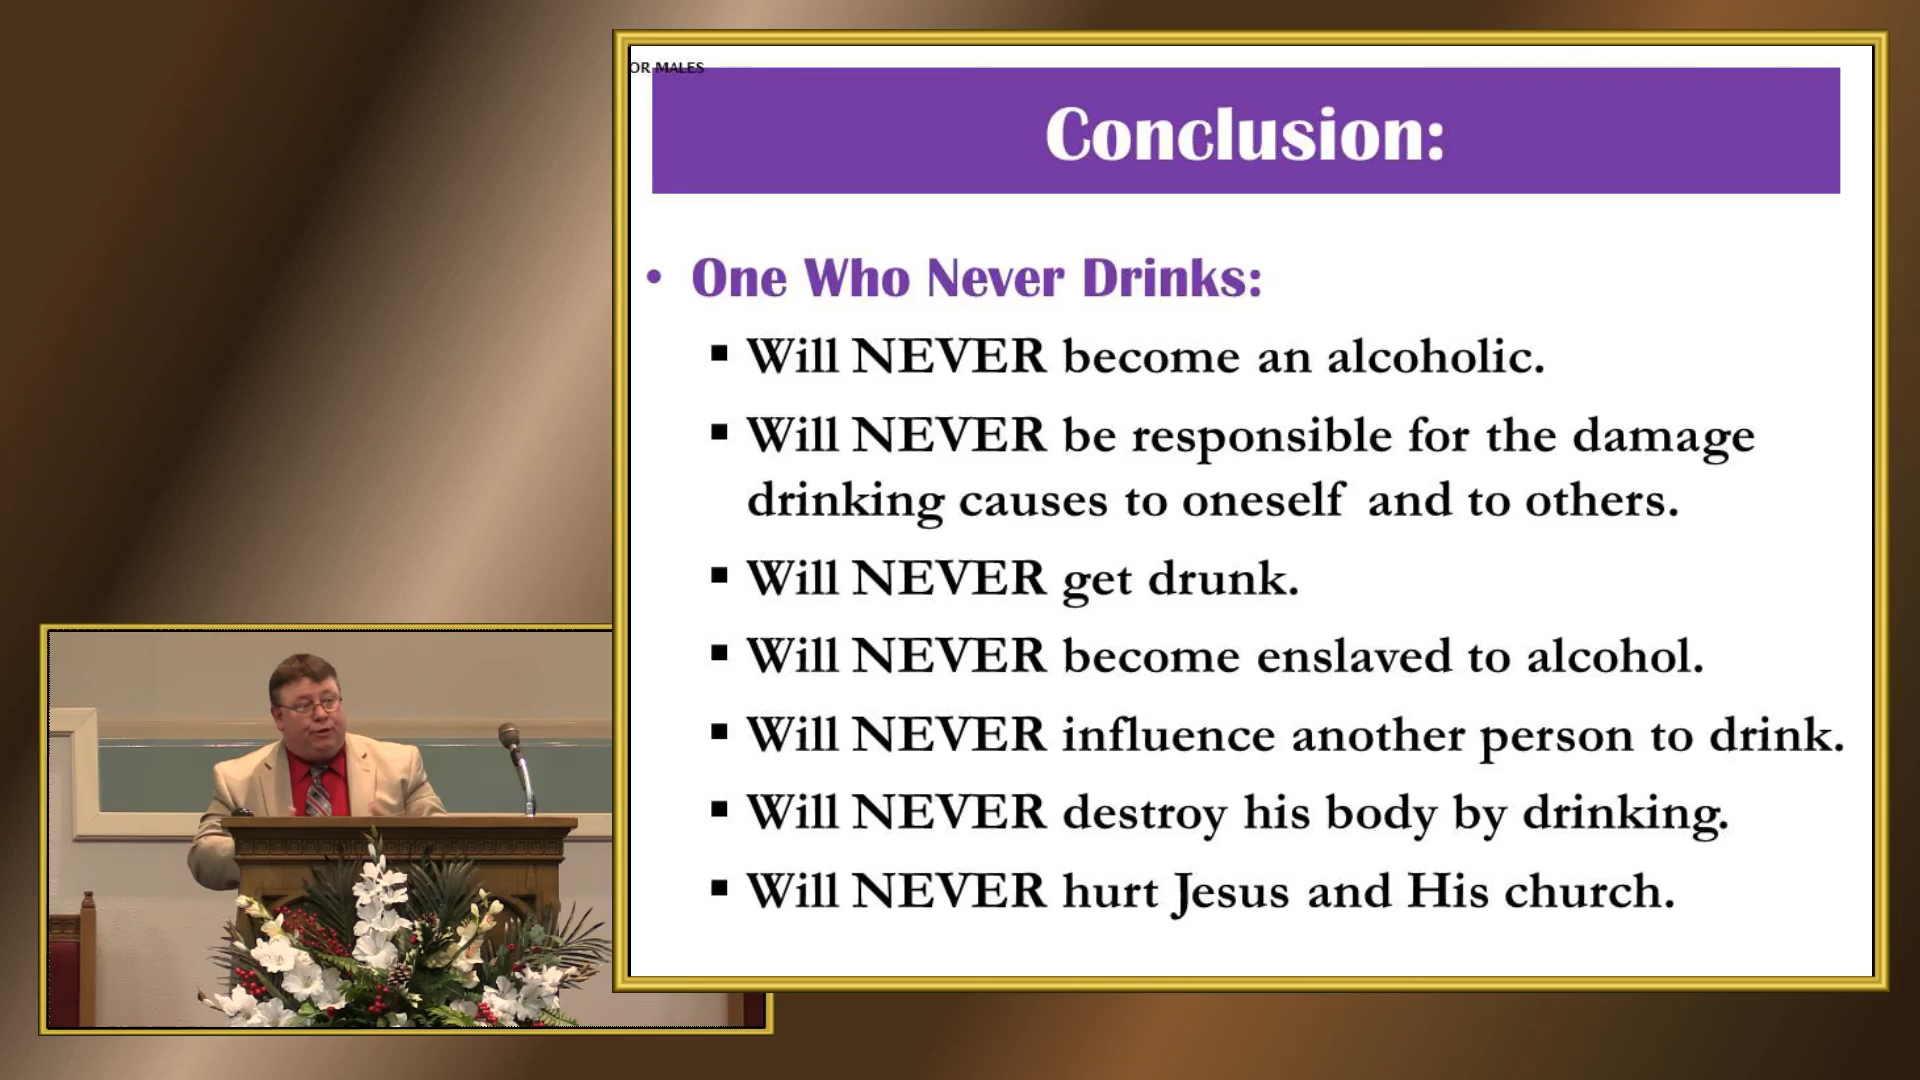 OR MALES
Conclusion:
• One Who Never Drinks:
▪ Will NEVER become an alcoholic.
▪ Will NEVER be responsible for the damage
drinking causes to oneself and to others.
▪ Will NEVER get drunk.
▪ Will NEVER become enslaved to alcohol.
▪ Will NEVER influence another person to drink.
▪ Will NEVER destroy his body by drinking.
▪ Will NEVER hurt Jesus and His church.